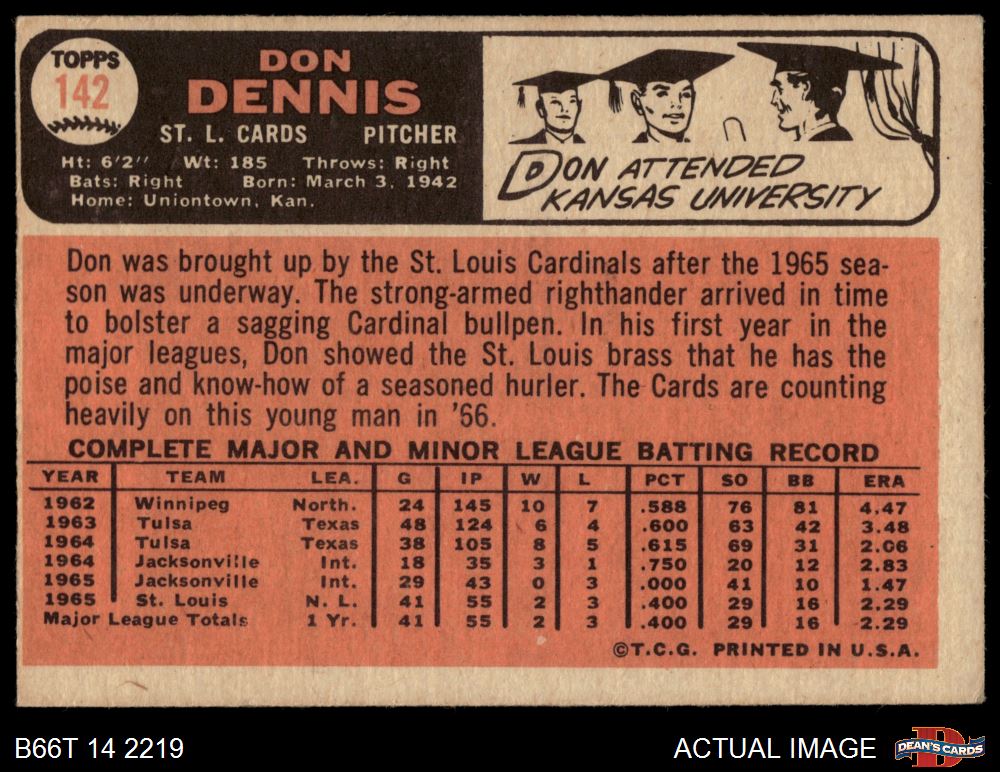 TOPPS
142
DON
DENNIS
ST. L. CARDS PITCHER
Ht: 6'2" Wt: 185 Throws: Right
Bats: Right Born: March 3, 1942
Home: Uniontown, Kan.
DON ATTENDED
KANSAS UNIVERSITY
Don was brought up by the St. Louis Cardinals after the 1965 sea-
son was underway. The strong-armed righthander arrived in time
to bolster a sagging Cardinal bullpen. In his first year in the
major leagues, Don showed the St. Louis brass that he has the
poise and know-how of a seasoned hurler. The Cards are counting
heavily on this young man in '66.
COMPLETE MAJOR AND MINOR LEAGUE BATTING RECORD
YEAR TEAM LEA. G IP W L PCT SO BB ERA
1962 Winnipeg North. 24 145 10 7 .588 76 81 4.47
1963 Tulsa Texas 48 124 6 4 .600 63 42 3.48
1964 Tulsa Texas 38 105 8 5 .615 69 31 2.06
1964 Jacksonville Int. 18 35 3 1 .750 20 12 2.83
1965 Jacksonville Int. 29 43 0 3 .000 41 10 1.47
1965 St. Louis N. L. 41 55 2 3 .400 29 16 2.29
Major League Totals 1 Yr. 41 55 2 3 .400 29 16 2.29
©T.C.G. PRINTED IN U.S.A.
B66T 14 2219
ACTUAL IMAGE
DEAN'S CARDS